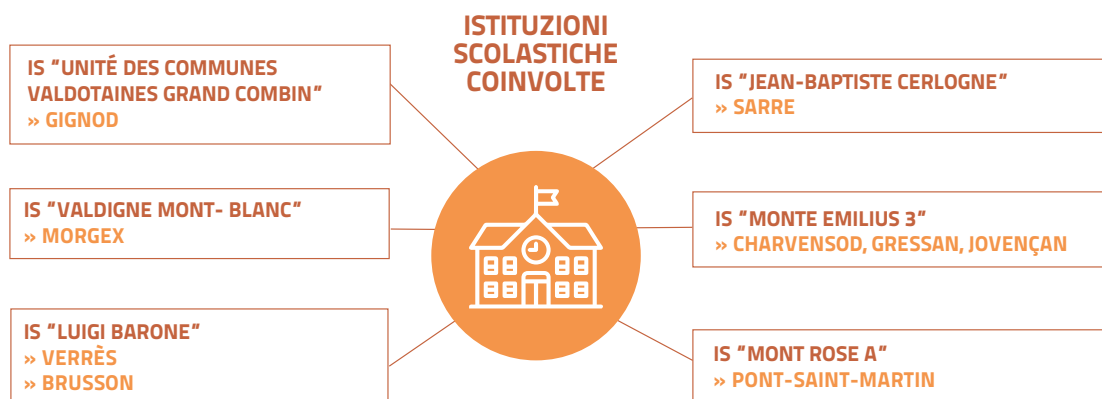 ISTITUZIONI
SCOLASTICHE
COINVOLTE
IS "UNITÉ DES COMMUNES
VALDOTAINES GRAND COMBIN"
» GIGNOD
IS "VALDIGNE MONT- BLANC"
» MORGEX
IS "LUIGI BARONE"
» VERRÈS
» BRUSSON
IS "JEAN-BAPTISTE CERLOGNE"
» SARRE
IS "MONTE EMILIUS 3"
» CHARVENSOD, GRESSAN, JOVENÇAN
IS "MONT ROSE A"
» PONT-SAINT-MARTIN